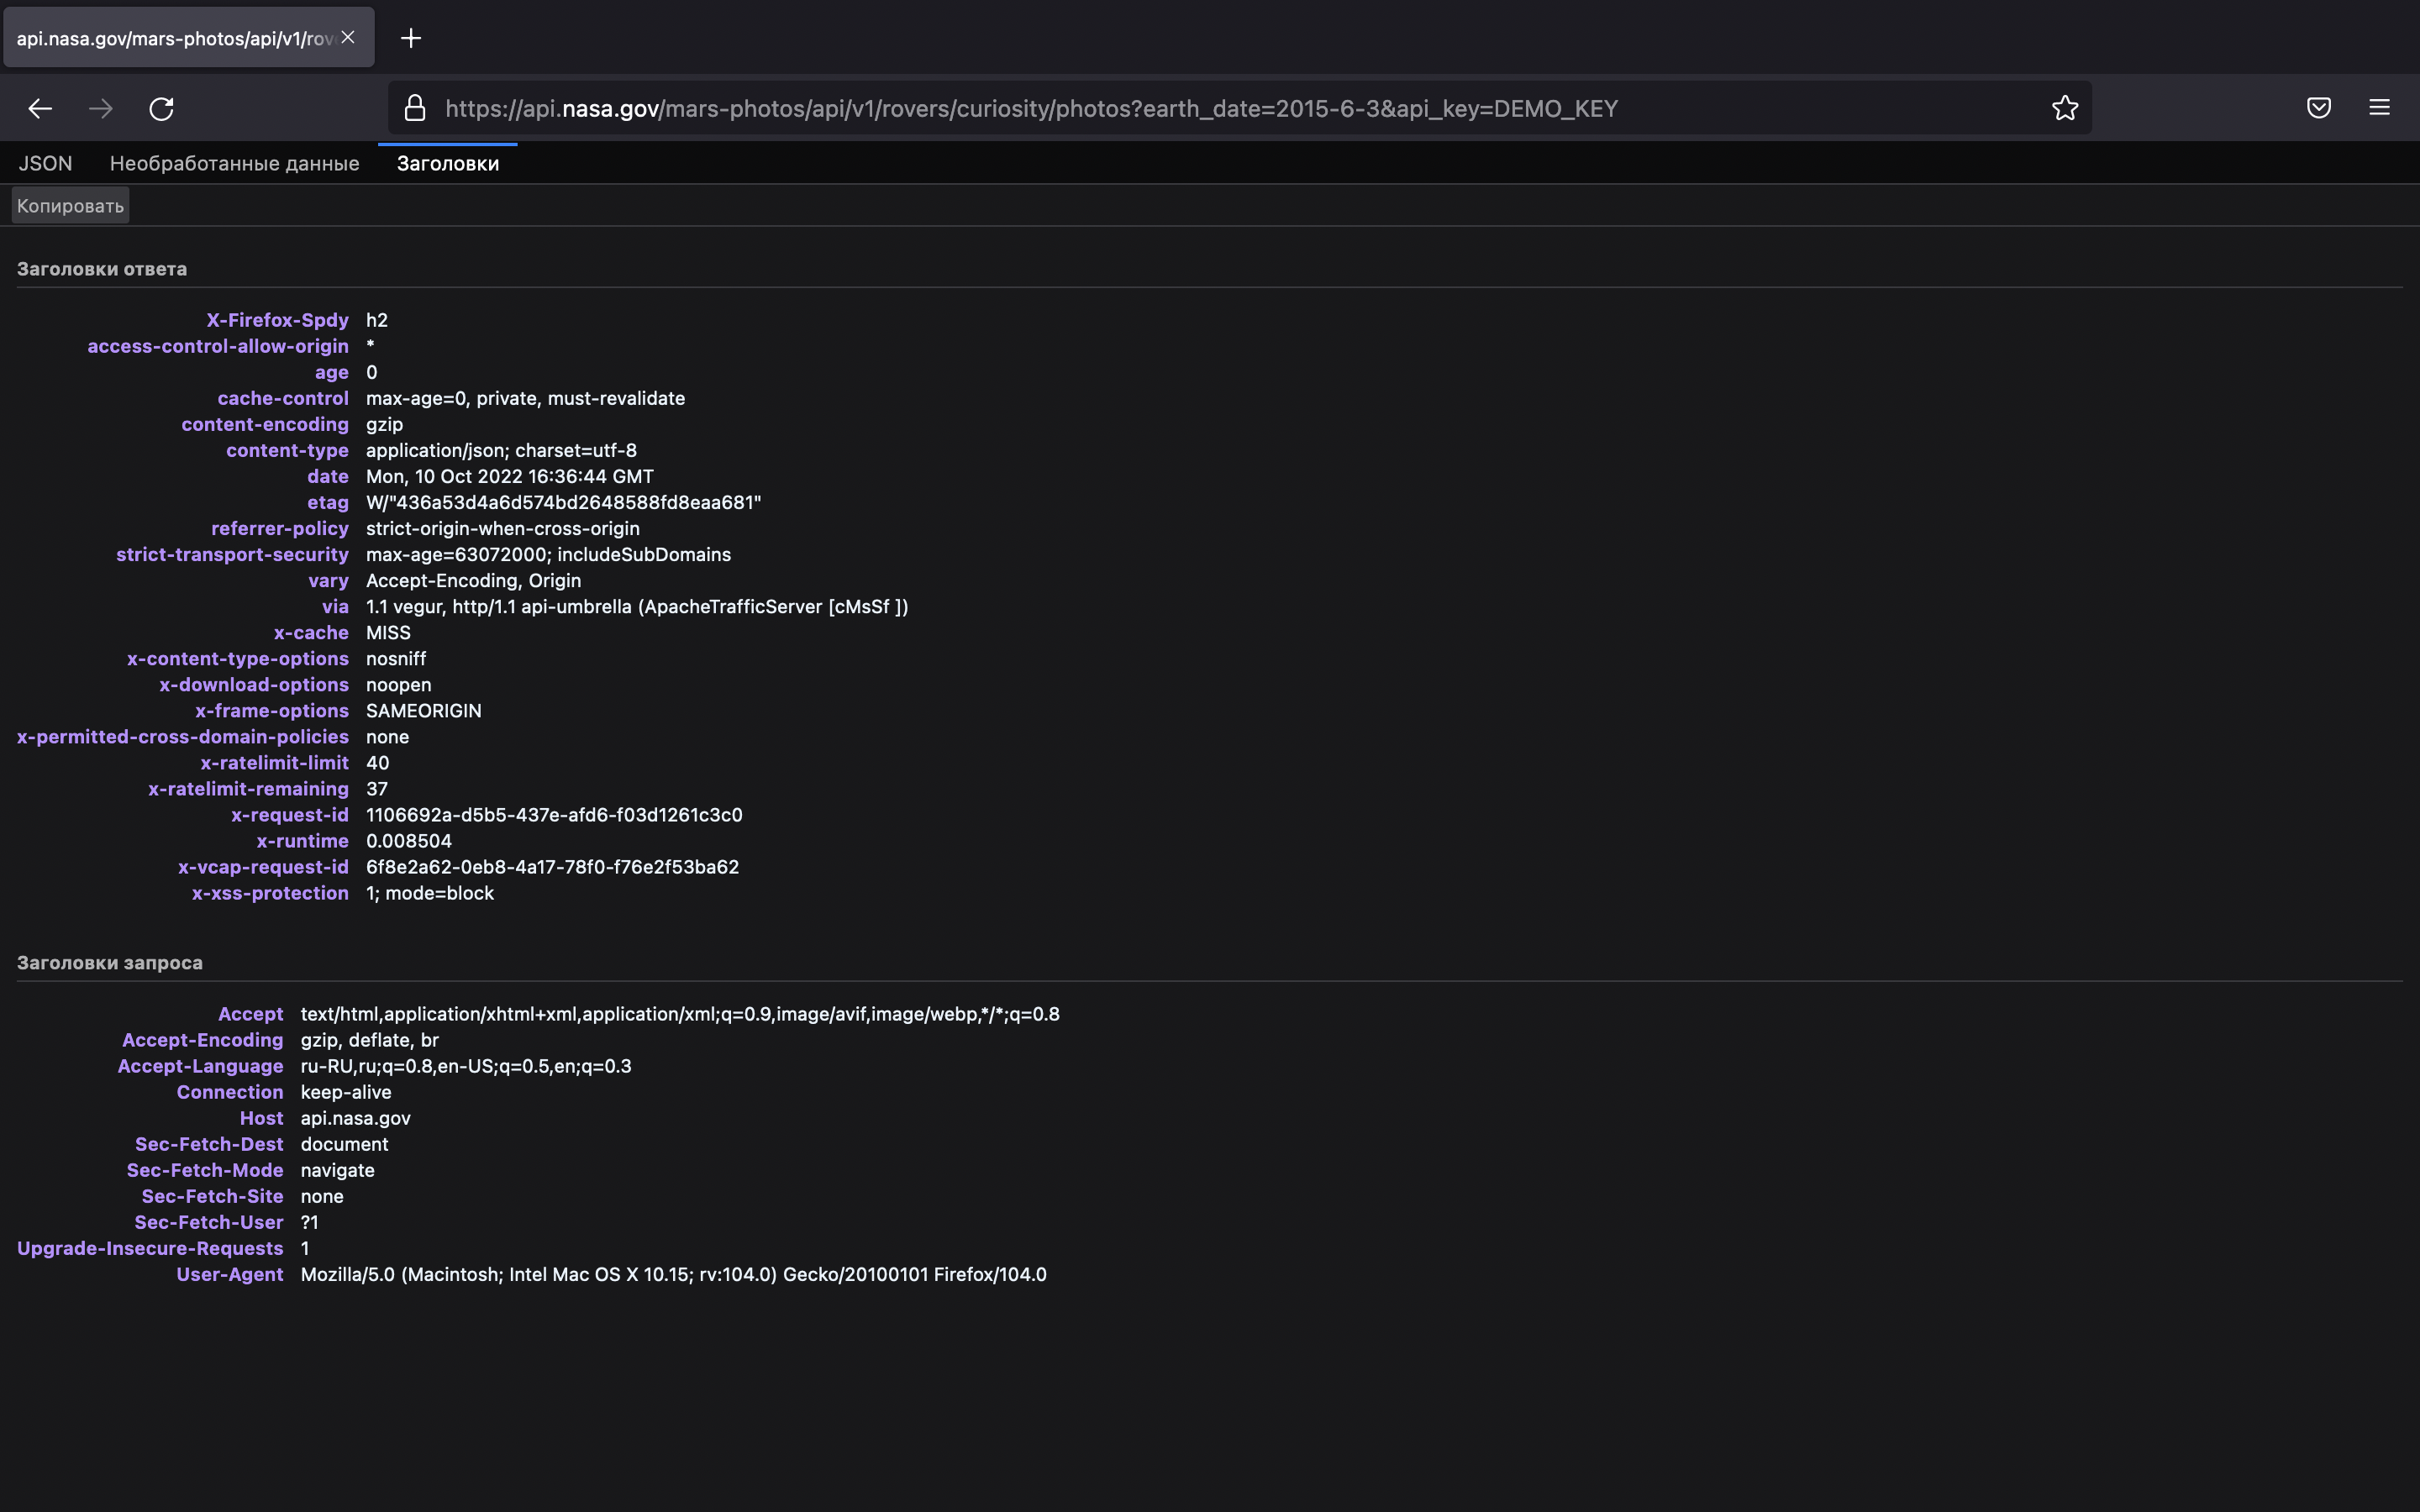 api.nasa.gov/mars-photos/api/v1/rov
https://api.nasa.gov/mars-photos/api/v1/rovers/curiosity/photos?earth_date=2015-6-3&api_key=DEMO_KEY
JSON Необработанные данные Заголовки
Копировать
Заголовки ответа
X-Firefox-Spdy h2
access-control-allow-origin *
age 0
cache-control max-age=0, private, must-revalidate
content-encoding gzip
content-type application/json; charset=utf-8
date Mon, 10 Oct 2022 16:36:44 GMT
etag W/"436a53d4a6d574bd2648588fd8eaa681"
referrer-policy strict-origin-when-cross-origin
strict-transport-security max-age=63072000; includeSubDomains
vary Accept-Encoding, Origin
via 1.1 vegur, http/1.1 api-umbrella (ApacheTrafficServer [cMsSf ])
x-cache MISS
x-content-type-options nosniff
x-download-options noopen
x-frame-options SAMEORIGIN
x-permitted-cross-domain-policies none
x-ratelimit-limit 40
x-ratelimit-remaining 37
x-request-id 1106692a-d5b5-437e-afd6-f03d1261c3c0
x-runtime 0.008504
x-vcap-request-id 6f8e2a62-0eb8-4a17-78f0-f76e2f53ba62
x-xss-protection 1; mode=block
Заголовки запроса
Accept text/html,application/xhtml+xml,application/xml;q=0.9,image/avif,image/webp,*/*;q=0.8
Accept-Encoding gzip, deflate, br
Accept-Language ru-RU,ru;q=0.8,en-US;q=0.5,en;q=0.3
Connection keep-alive
Host api.nasa.gov
Sec-Fetch-Dest document
Sec-Fetch-Mode navigate
Sec-Fetch-Site none
Sec-Fetch-User ?1
Upgrade-Insecure-Requests 1
User-Agent Mozilla/5.0 (Macintosh; Intel Mac OS X 10.15; rv:104.0) Gecko/20100101 Firefox/104.0